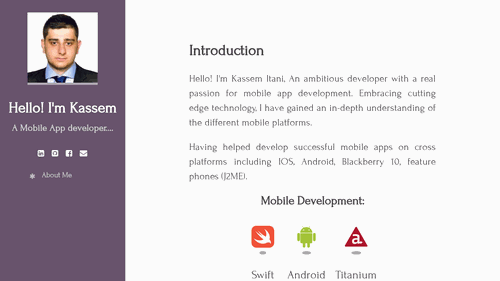 Hello! I'm Kassem
A Mobile App developer....
About Me
Introduction
Hello! I'm Kassem Itani, An ambitious developer with a real
passion for mobile app development. Embracing cutting
edge technology, I have gained an in-depth understanding of
the different mobile platforms.
Having helped develop successful mobile apps on cross
platforms including IOS, Android, Blackberry 10, feature
phones (J2ME).
Mobile Development:
Swift Android Titanium